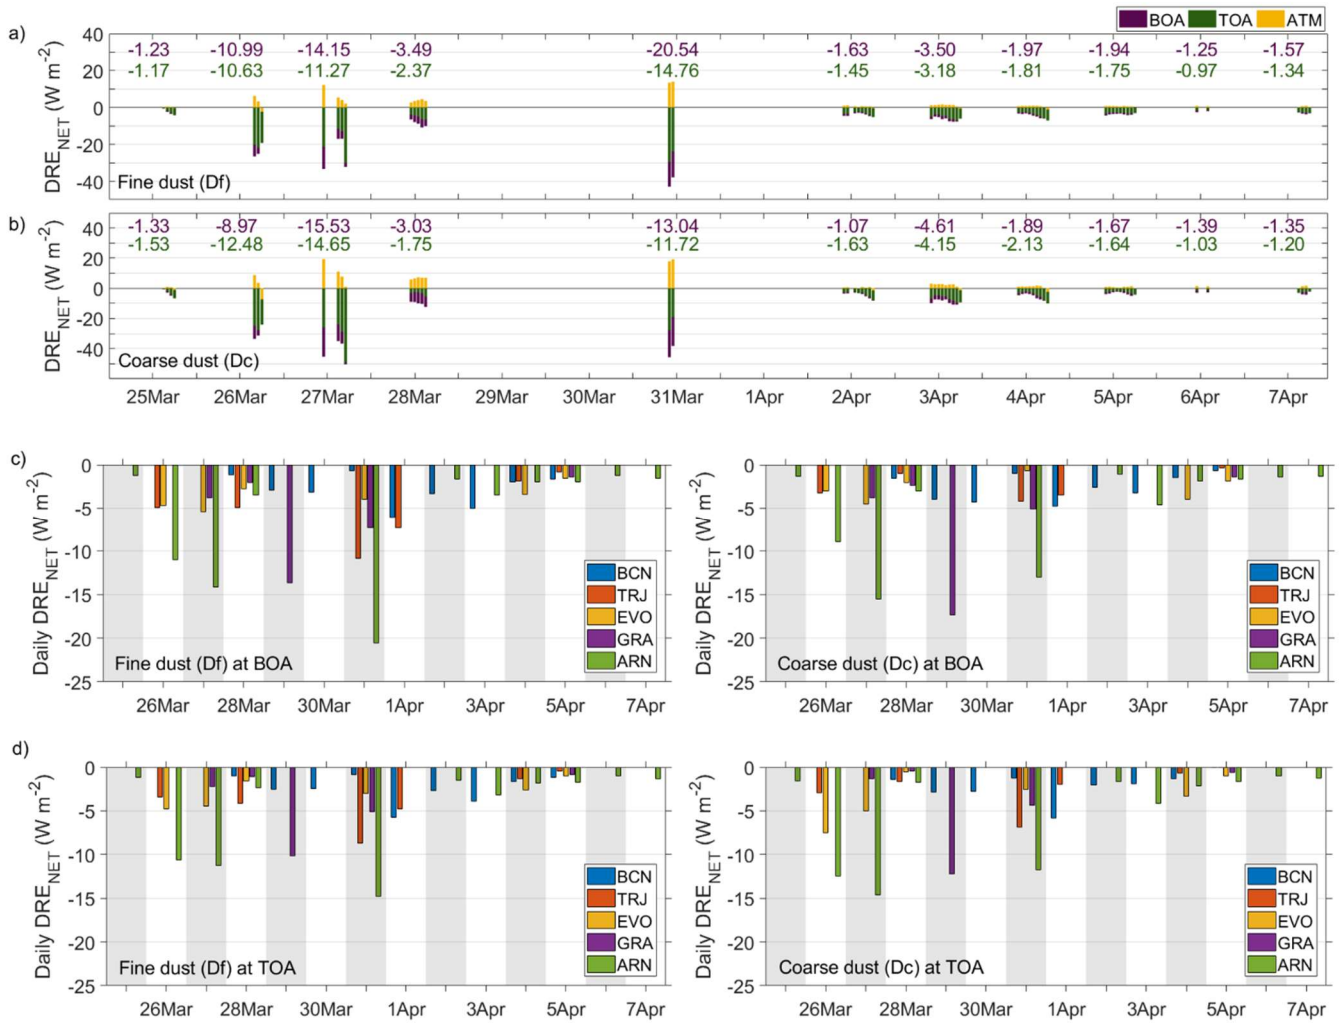 BOA TOA ATM
a)
DRE_NET (W m^-2)
40
20
0
-20
-40
-1.23 -10.99 -14.15 -3.49 -20.54 -1.63 -3.50 -1.97 -1.94 -1.25 -1.57
-1.17 -10.63 -11.27 -2.37 -14.76 -1.45 -3.18 -1.81 -1.75 -0.97 -1.34
Fine dust (Df)
b)
DRE_NET (W m^-2)
40
20
0
-20
-40
-1.33 -8.97 -15.53 -3.03 -13.04 -1.07 -4.61 -1.89 -1.67 -1.39 -1.35
-1.53 -12.48 -14.65 -1.75 -11.72 -1.63 -4.15 -2.13 -1.64 -1.03 -1.20
Coarse dust (Dc)
25Mar 26Mar 27Mar 28Mar 29Mar 30Mar 31Mar 1Apr 2Apr 3Apr 4Apr 5Apr 6Apr 7Apr
c)
Daily DRE_NET (W m^-2)
0
-5
-10
-15
-20
-25
BCN
TRJ
EVO
GRA
ARN
Fine dust (Df) at BOA
26Mar 28Mar 30Mar 1Apr 3Apr 5Apr 7Apr
Daily DRE_NET (W m^-2)
0
-5
-10
-15
-20
-25
BCN
TRJ
EVO
GRA
ARN
Coarse dust (Dc) at BOA
26Mar 28Mar 30Mar 1Apr 3Apr 5Apr 7Apr
d)
Daily DRE_NET (W m^-2)
0
-5
-10
-15
-20
-25
BCN
TRJ
EVO
GRA
ARN
Fine dust (Df) at TOA
26Mar 28Mar 30Mar 1Apr 3Apr 5Apr 7Apr
Daily DRE_NET (W m^-2)
0
-5
-10
-15
-20
-25
BCN
TRJ
EVO
GRA
ARN
Coarse dust (Dc) at TOA
26Mar 28Mar 30Mar 1Apr 3Apr 5Apr 7Apr